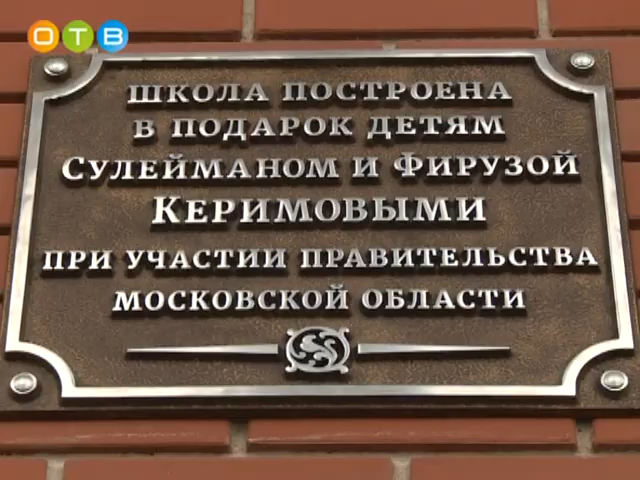 ОТВ
ШКОЛА ПОСТРОЕНА
В ПОДАРОК ДЕТЯМ
СУЛЕЙМАНОМ И ФИРУЗОЙ
КЕРИМОВЫМИ
ПРИ УЧАСТИИ ПРАВИТЕЛЬСТВА
МОСКОВСКОЙ ОБЛАСТИ